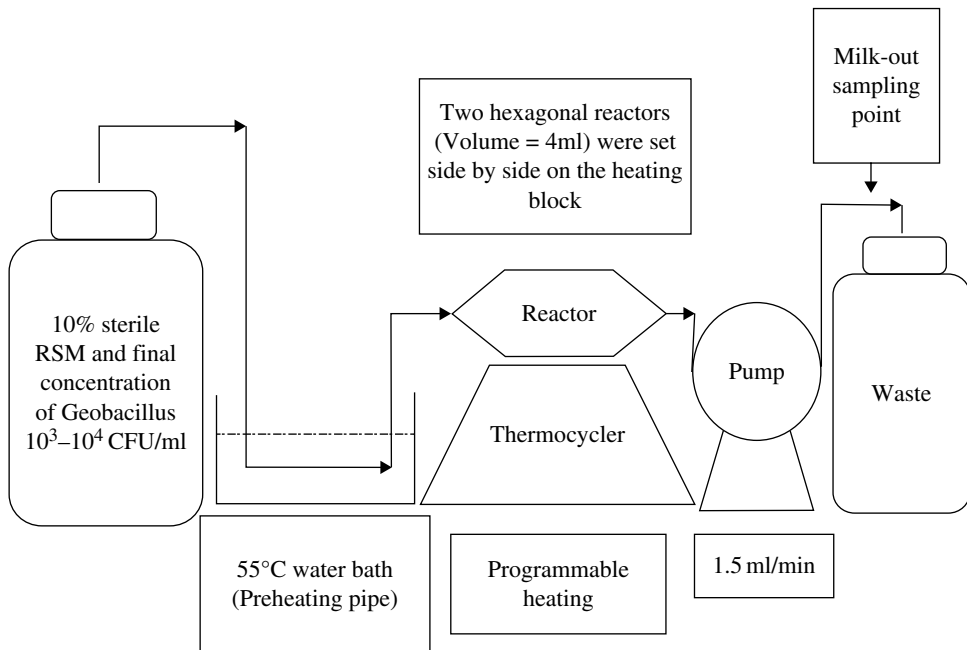 Milk-out
sampling
point
Two hexagonal reactors
(Volume = 4ml) were set
side by side on the heating
block
10% sterile
RSM and final
concentration
of Geobacillus
10³–10⁴ CFU/ml
Reactor
Pump
Waste
Thermocycler
55°C water bath
(Preheating pipe)
Programmable
heating
1.5 ml/min